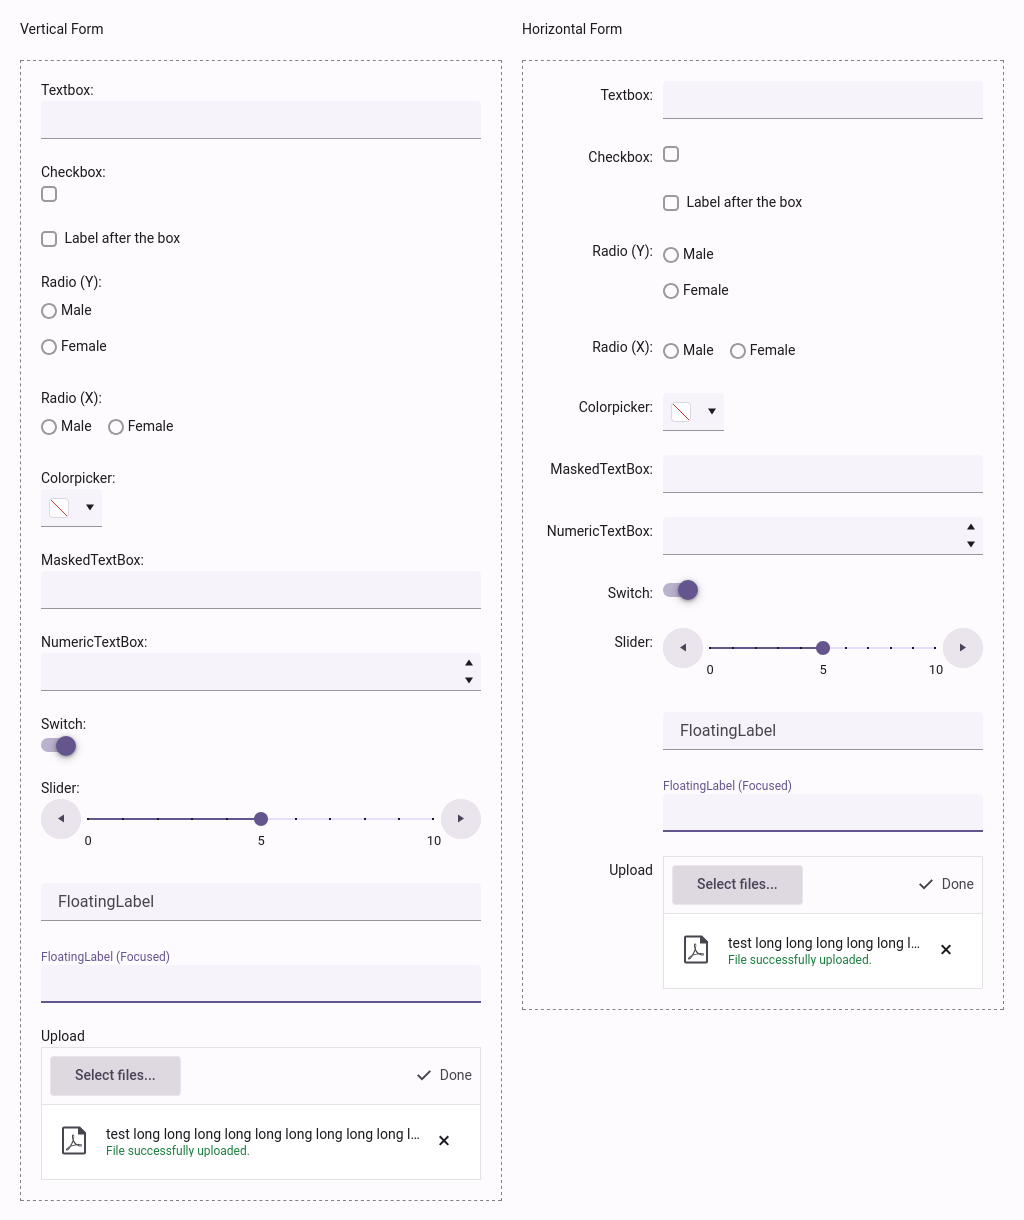 Vertical Form
Textbox:
Checkbox:
Label after the box
Radio (Y):
Male
Female
Radio (X):
Male Female
Colorpicker:
MaskedTextBox:
NumericTextBox:
Switch:
Slider:
0 5 10
FloatingLabel
FloatingLabel (Focused)
Upload
Select files... Done
test long long long long long long long long long l...
File successfully uploaded.
Horizontal Form
Textbox:
Checkbox:
Label after the box
Radio (Y): Male
Female
Radio (X): Male Female
Colorpicker:
MaskedTextBox:
NumericTextBox:
Switch:
Slider:
0 5 10
FloatingLabel
FloatingLabel (Focused)
Upload
Select files... Done
test long long long long long l...
File successfully uploaded.